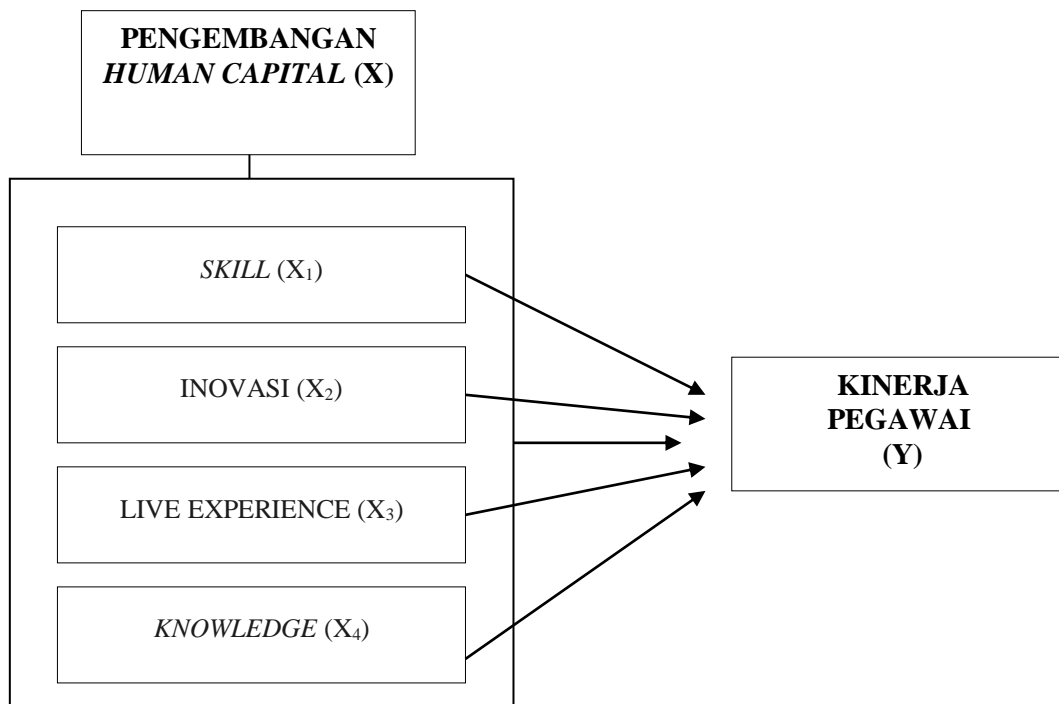 PENGEMBANGAN
HUMAN CAPITAL (X)
SKILL (X₁)
INOVASI (X₂)
LIVE EXPERIENCE (X₃)
KNOWLEDGE (X₄)
KINERJA
PEGAWAI
(Y)